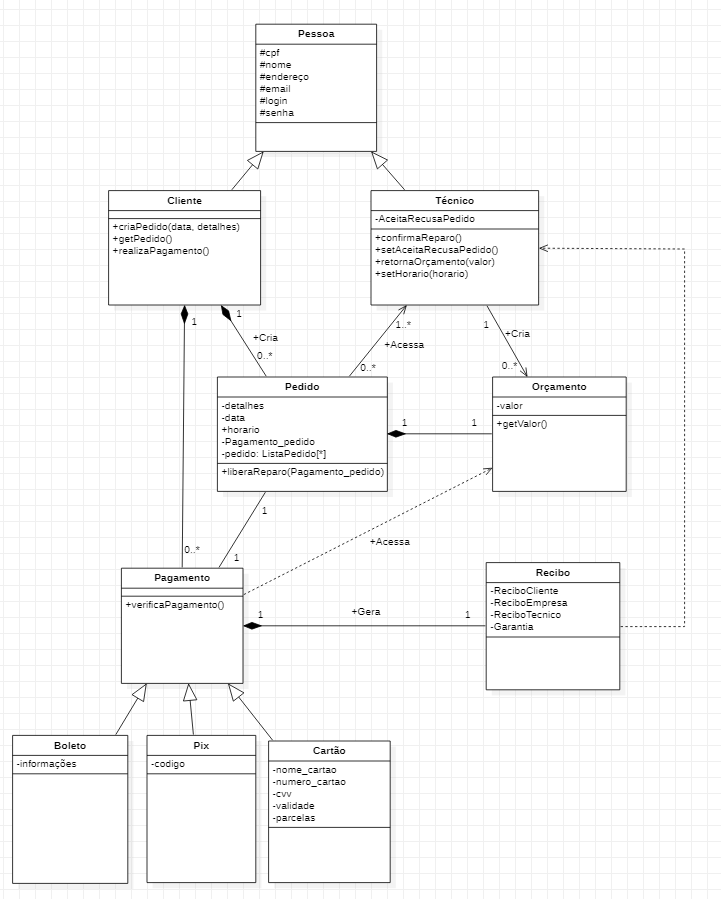 Pessoa
#cpf
#nome
#endereço
#email
#login
#senha
Cliente
+criaPedido(data, detalhes)
+getPedido()
+realizaPagamento()
Técnico
-AceitaRecusaPedido
+confirmaReparo()
+setAceitaRecusaPedido()
+retornaOrçamento(valor)
+setHorario(horario)
1
1
+Cria
0..*
1..*
+Acessa
0..*
1
+Cria
0..*
Pedido
-detalhes
-data
+horario
-Pagamento_pedido
-pedido: ListaPedido[*]
+liberaReparo(Pagamento_pedido)
1
1
Orçamento
-valor
+getValor()
1
0..*
1
+Acessa
Pagamento
+verificaPagamento()
1
+Gera
1
Recibo
-ReciboCliente
-ReciboEmpresa
-ReciboTecnico
-Garantia
Boleto
-informações
Pix
-codigo
Cartão
-nome_cartao
-numero_cartao
-cvv
-validade
-parcelas